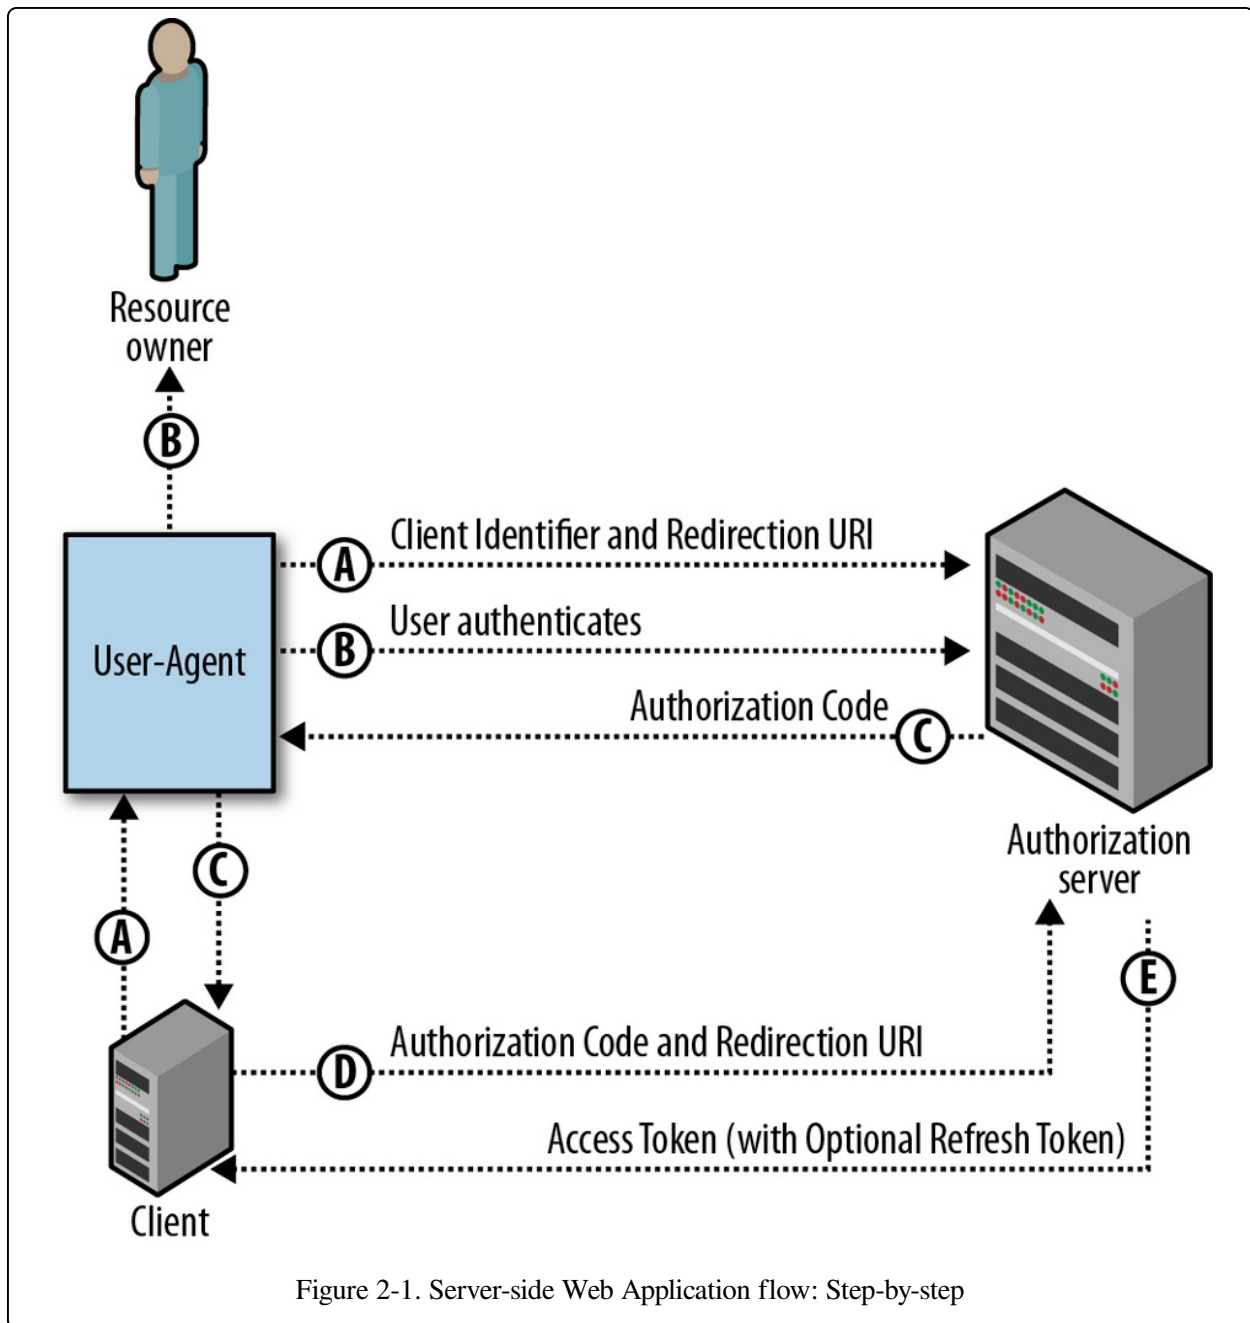 Resource
owner
B
Client Identifier and Redirection URI
A
User authenticates
B
User-Agent
Authorization Code
C
Authorization
server
C
A
E
Authorization Code and Redirection URI
D
Access Token (with Optional Refresh Token)
Client
Figure 2-1. Server-side Web Application flow: Step-by-step